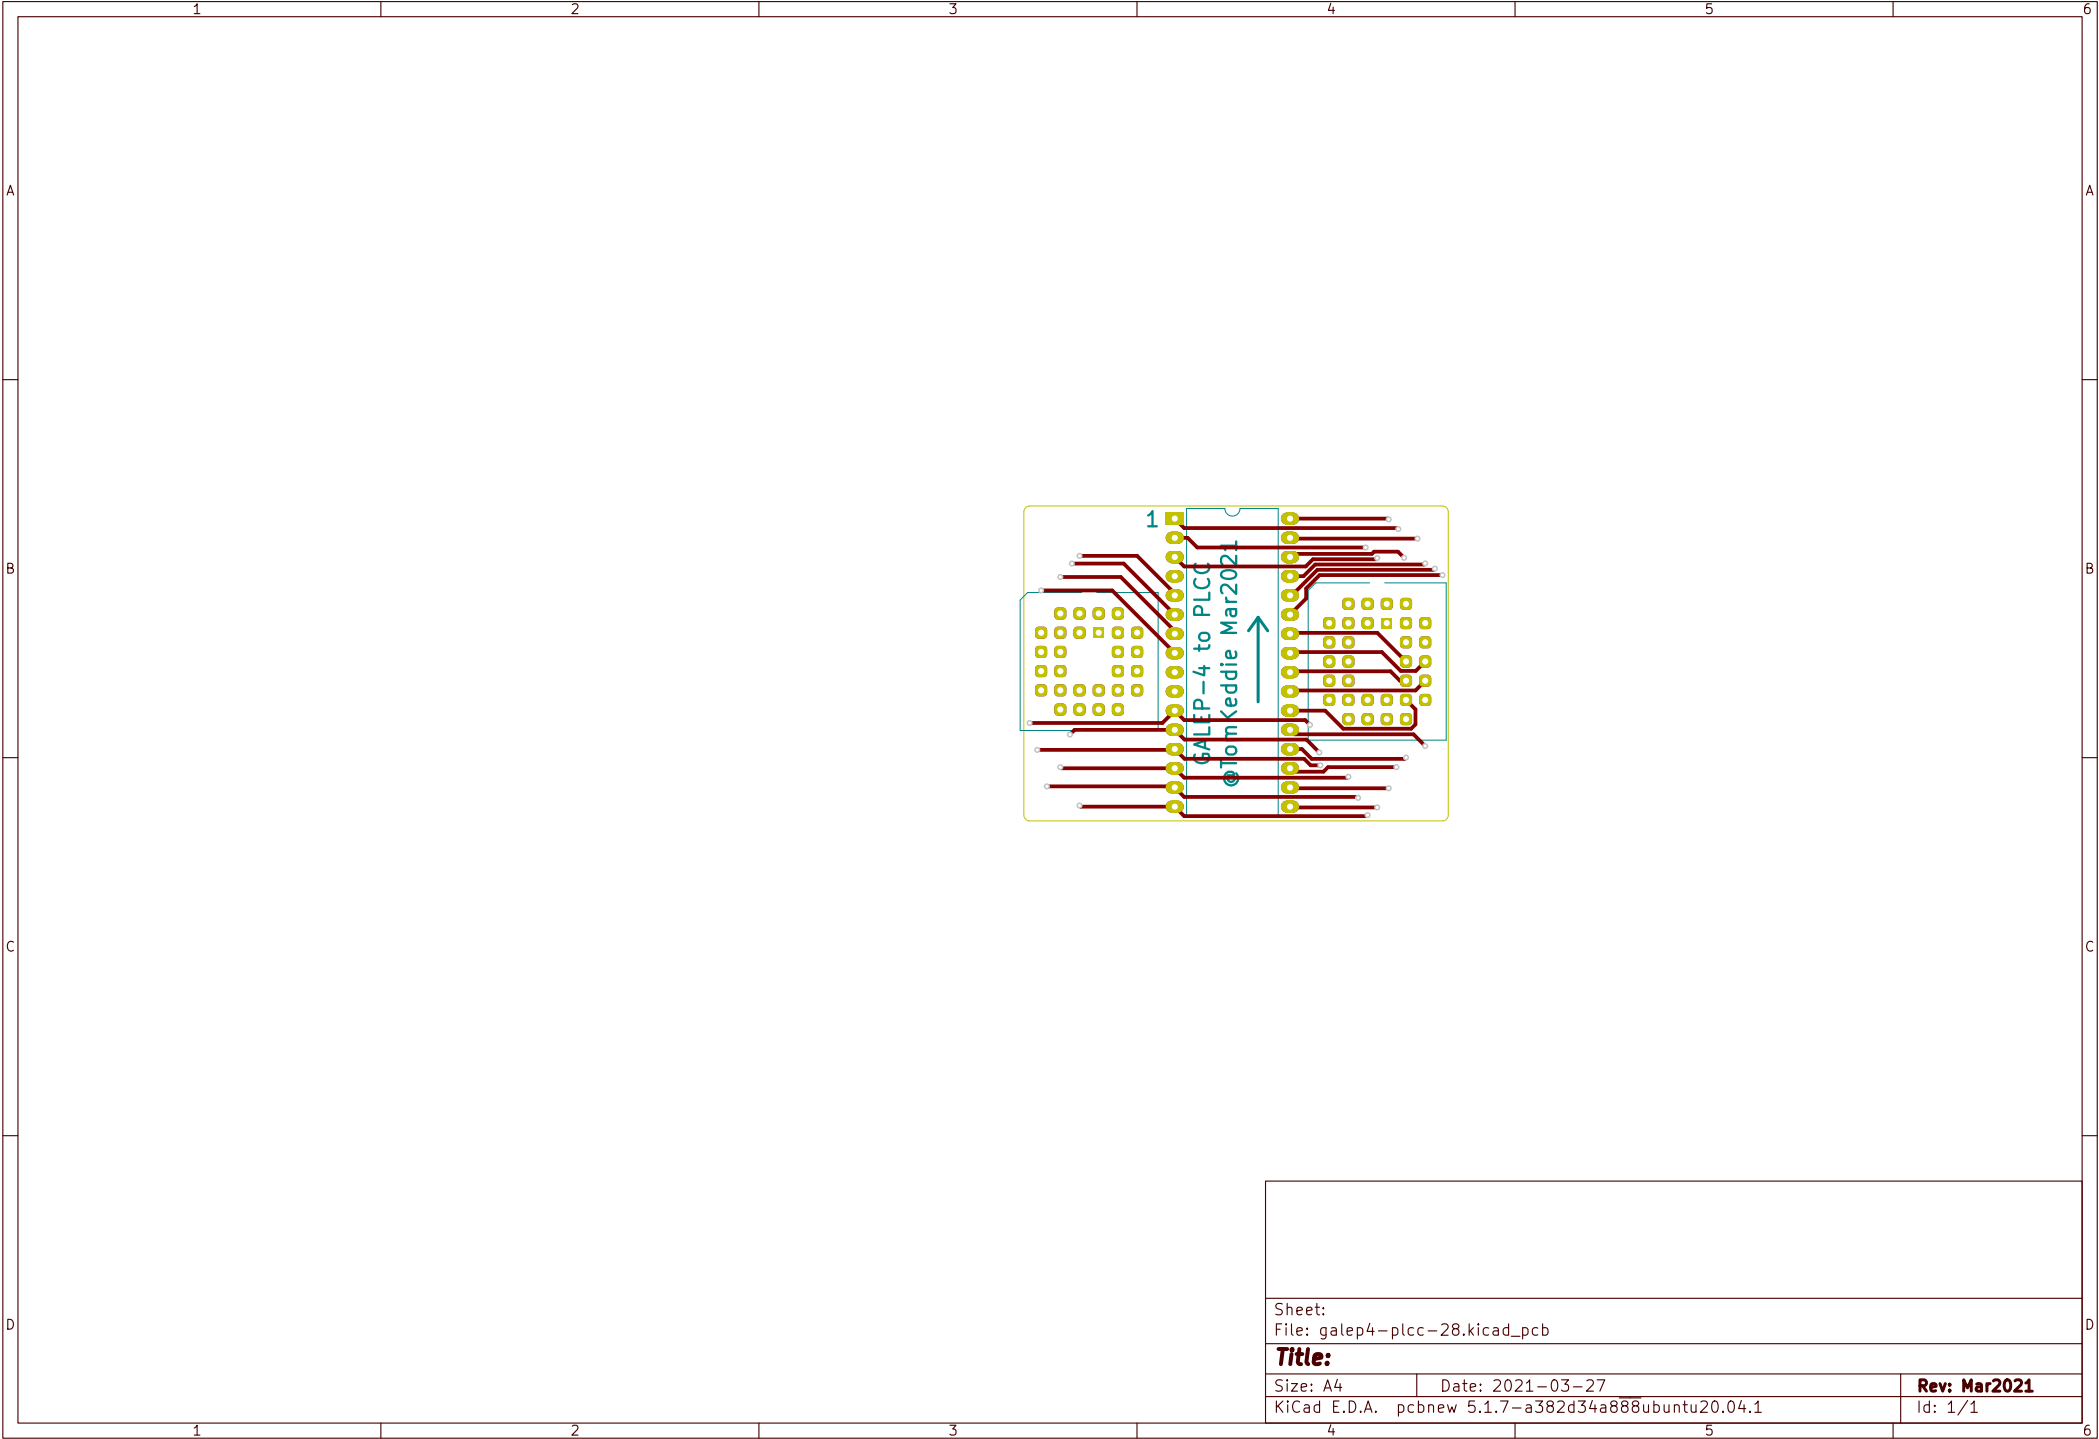 1 2 3 4 5 6
A A
B B
1
GALEP-4 to PLCC
@TomKeddie Mar2021
C C
Sheet:
File: galep4-plcc-28.kicad_pcb
D D
Title:
Size: A4 Date: 2021-03-27 Rev: Mar2021
KiCad E.D.A. pcbnew 5.1.7-a382d34a888ubuntu20.04.1 Id: 1/1
1 2 3 4 5 6